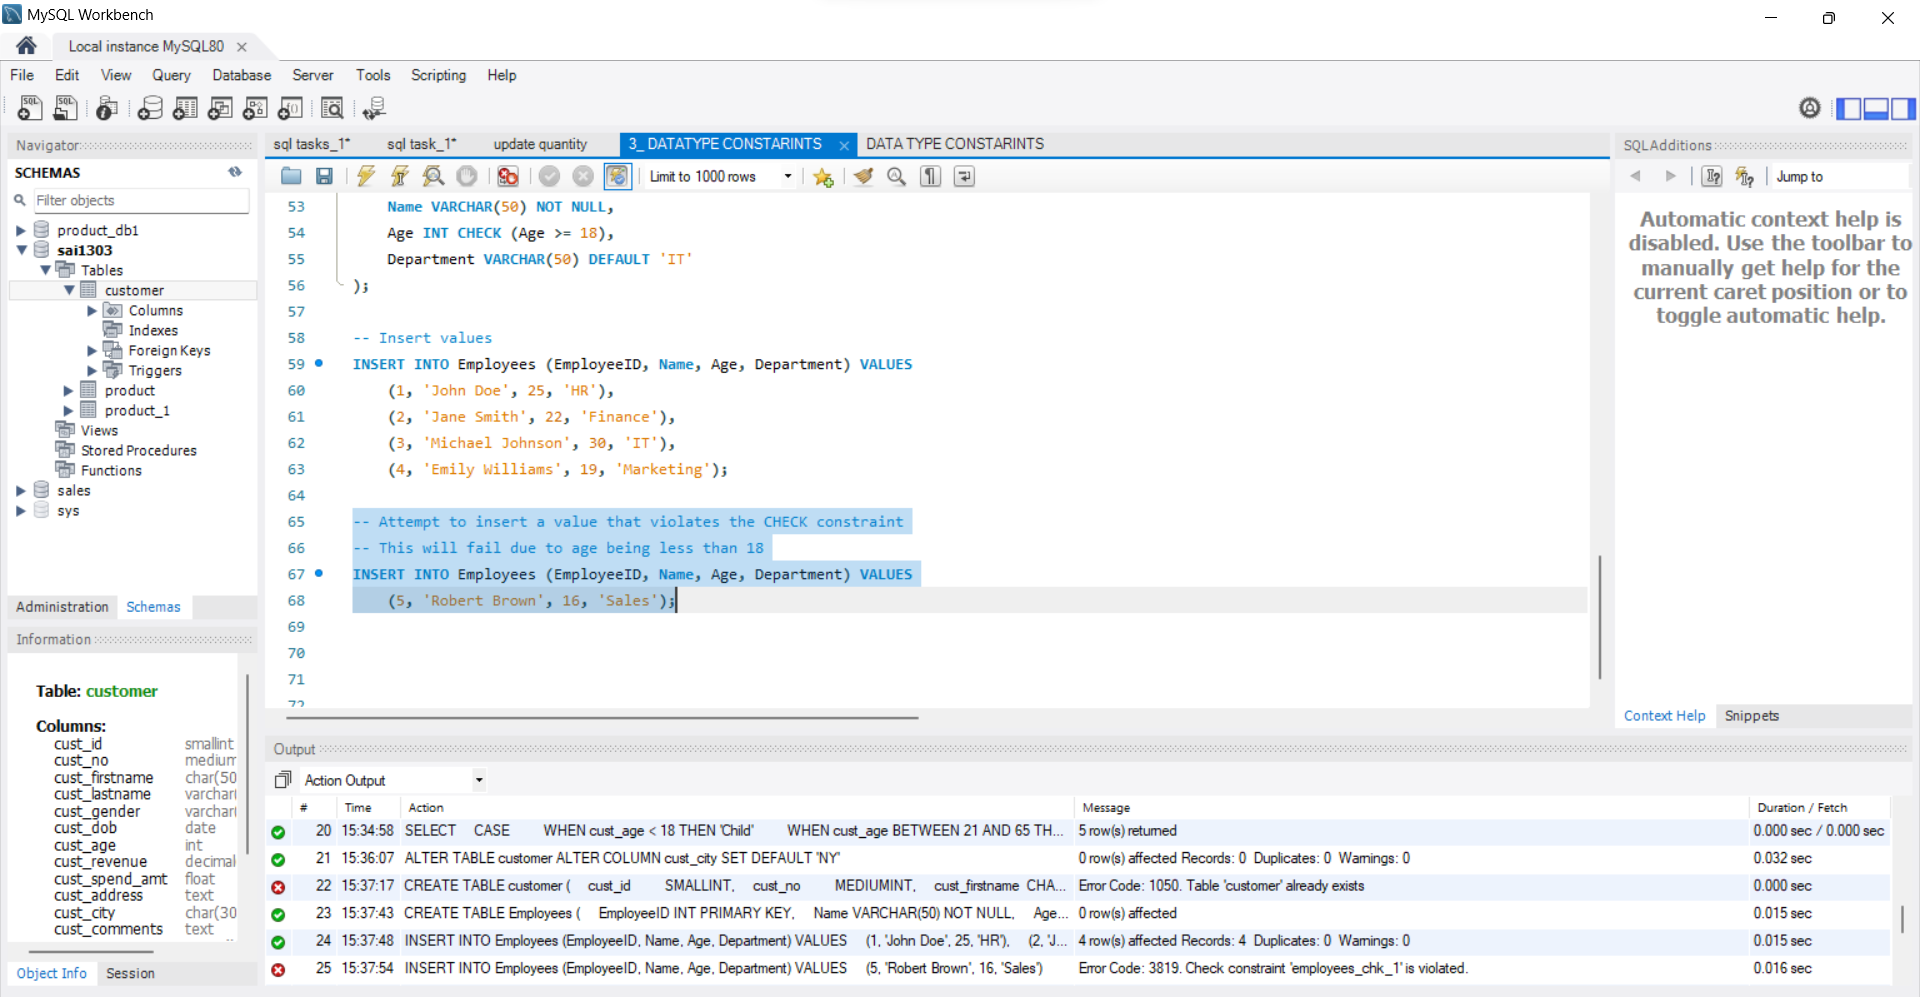 MySQL Workbench
Local instance MySQL80
File Edit View Query Database Server Tools Scripting Help
Navigator
SCHEMAS
Filter objects
product_db1
sai1303
Tables
customer
Columns
Indexes
Foreign Keys
Triggers
product
product_1
Views
Stored Procedures
Functions
sales
sys
Administration Schemas
Information
Table: customer
Columns:
cust_id smallint
cust_no medium
cust_firstname char(50
cust_lastname varchar(
cust_gender varchar(
cust_dob date
cust_age int
cust_revenue decimal
cust_spend_amt float
cust_address text
cust_city char(30
cust_comments text
Object Info Session
sql tasks_1* sql task_1* update quantity 3_ DATATYPE CONSTARINTS DATA TYPE CONSTARINTS
Limit to 1000 rows
53 Name VARCHAR(50) NOT NULL,
54 Age INT CHECK (Age >= 18),
55 Department VARCHAR(50) DEFAULT 'IT'
56 );
57
58 -- Insert values
59 INSERT INTO Employees (EmployeeID, Name, Age, Department) VALUES
60 (1, 'John Doe', 25, 'HR'),
61 (2, 'Jane Smith', 22, 'Finance'),
62 (3, 'Michael Johnson', 30, 'IT'),
63 (4, 'Emily Williams', 19, 'Marketing');
64
65 -- Attempt to insert a value that violates the CHECK constraint
66 -- This will fail due to age being less than 18
67 INSERT INTO Employees (EmployeeID, Name, Age, Department) VALUES
68 (5, 'Robert Brown', 16, 'Sales');
69
70
71
72
SQLAdditions
Jump to
Automatic context help is
disabled. Use the toolbar to
manually get help for the
current caret position or to
toggle automatic help.
Context Help Snippets
Output
Action Output
# Time Action Message Duration / Fetch
20 15:34:58 SELECT CASE WHEN cust_age < 18 THEN 'Child' WHEN cust_age BETWEEN 21 AND 65 TH... 5 row(s) returned 0.000 sec / 0.000 sec
21 15:36:07 ALTER TABLE customer ALTER COLUMN cust_city SET DEFAULT 'NY' 0 row(s) affected Records: 0 Duplicates: 0 Warnings: 0 0.032 sec
22 15:37:17 CREATE TABLE customer ( cust_id SMALLINT, cust_no MEDIUMINT, cust_firstname CHA... Error Code: 1050. Table 'customer' already exists 0.000 sec
23 15:37:43 CREATE TABLE Employees ( EmployeeID INT PRIMARY KEY, Name VARCHAR(50) NOT NULL, Age... 0 row(s) affected 0.015 sec
24 15:37:48 INSERT INTO Employees (EmployeeID, Name, Age, Department) VALUES (1, 'John Doe', 25, 'HR'), (2, 'J... 4 row(s) affected Records: 4 Duplicates: 0 Warnings: 0 0.015 sec
25 15:37:54 INSERT INTO Employees (EmployeeID, Name, Age, Department) VALUES (5, 'Robert Brown', 16, 'Sales') Error Code: 3819. Check constraint 'employees_chk_1' is violated. 0.016 sec